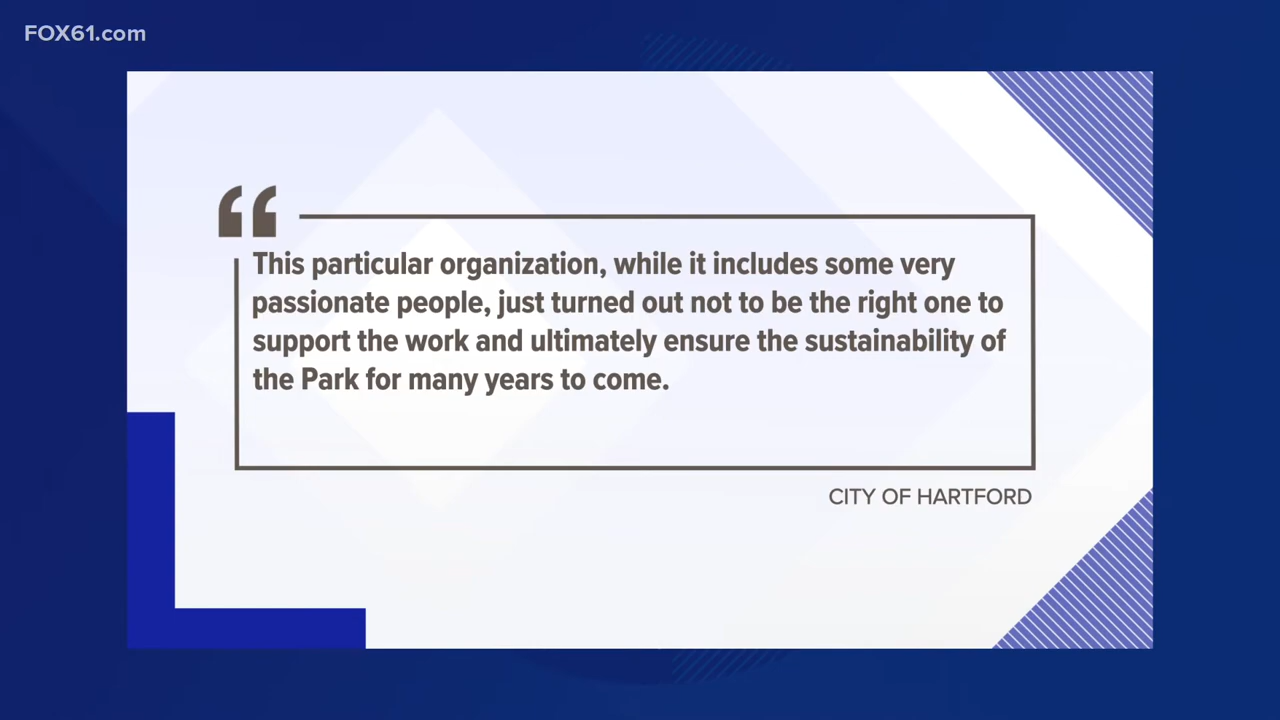 FOX61.com
“
This particular organization, while it includes some very
passionate people, just turned out not to be the right one to
support the work and ultimately ensure the sustainability of
the Park for many years to come.
CITY OF HARTFORD